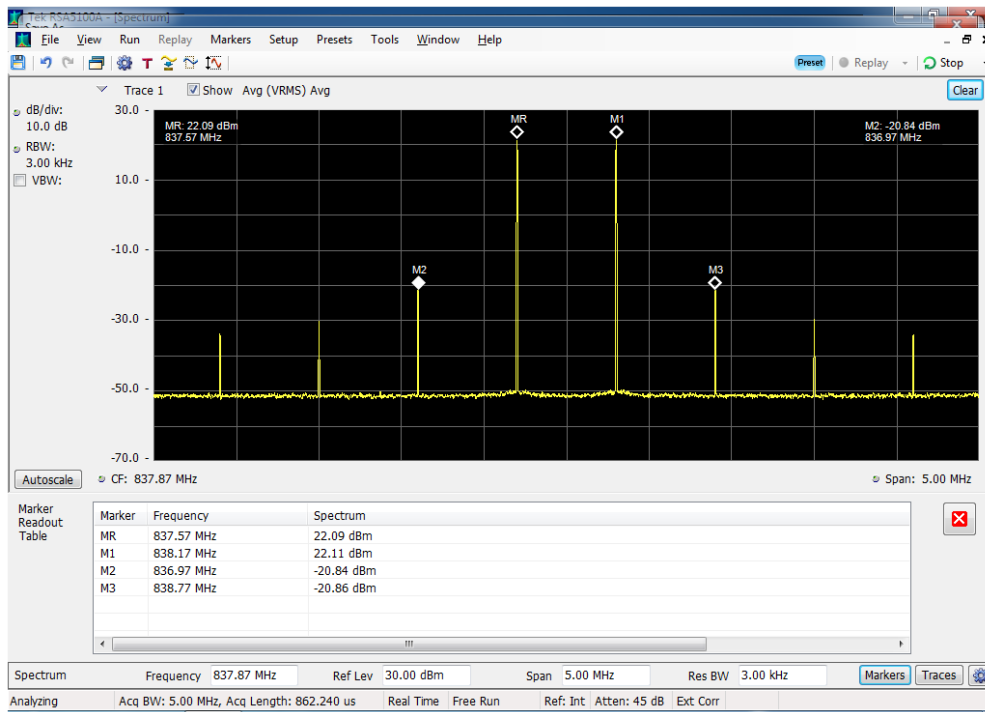 Tek RSA5100A - [Spectrum]
File View Run Replay Markers Setup Presets Tools Window Help
Preset Replay Stop
Trace 1 Show Avg (VRMS) Avg Clear
dB/div:
10.0 dB
RBW:
3.00 kHz
VBW:
30.0
10.0
-10.0
-30.0
-50.0
-70.0
MR: 22.09 dBm
837.57 MHz
MR
M1
M2: -20.84 dBm
836.97 MHz
M2
M3
Autoscale CF: 837.87 MHz Span: 5.00 MHz
Marker
Readout
Table
Marker Frequency Spectrum
MR 837.57 MHz 22.09 dBm
M1 838.17 MHz 22.11 dBm
M2 836.97 MHz -20.84 dBm
M3 838.77 MHz -20.86 dBm
Spectrum Frequency 837.87 MHz Ref Lev 30.00 dBm Span 5.00 MHz Res BW 3.00 kHz Markers Traces
Analyzing Acq BW: 5.00 MHz, Acq Length: 862.240 us Real Time Free Run Ref: Int Atten: 45 dB Ext Corr